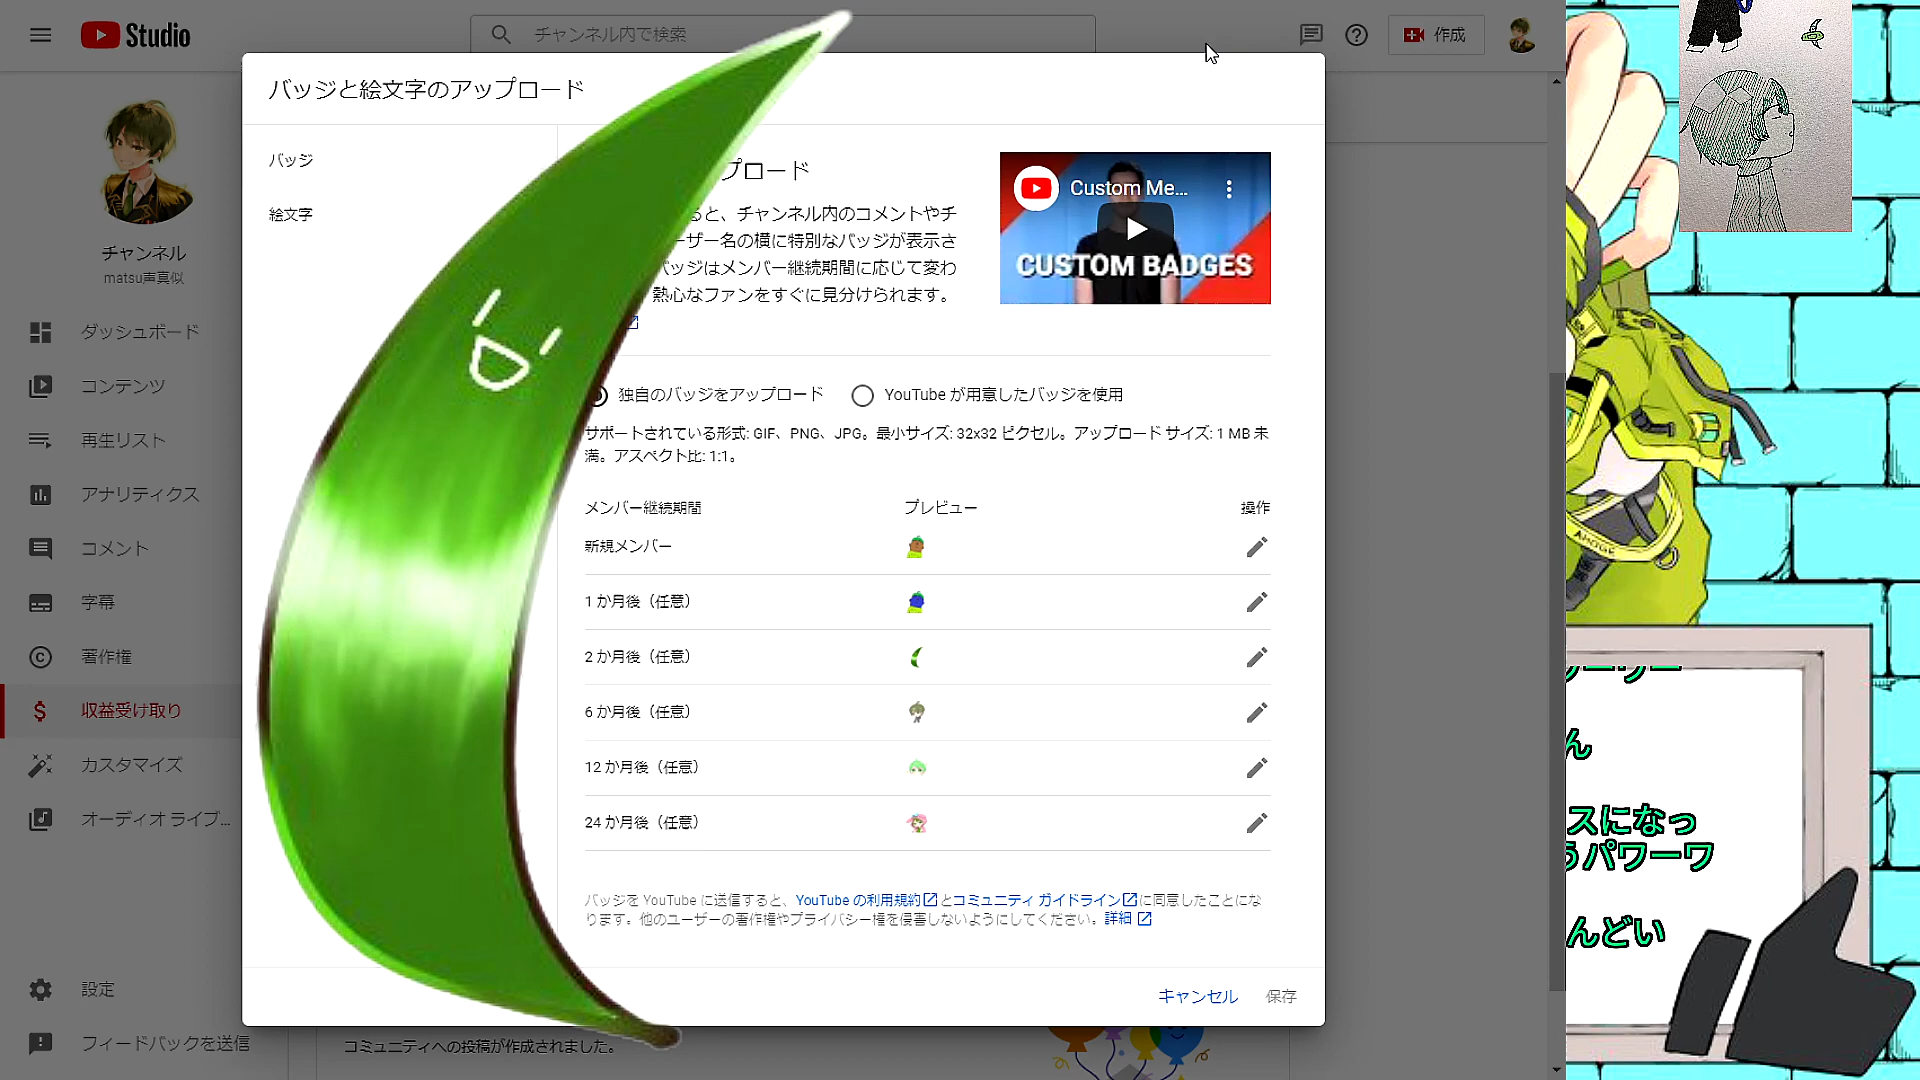 Studio
チャンネル内で検索
作成
バッジと絵文字のアップロード
チャンネル
matsu声真似
ダッシュボード
コンテンツ
再生リスト
アナリティクス
コメント
字幕
著作権
収益受け取り
カスタマイズ
オーディオ ライブ...
設定
フィードバックを送信
バッジ
絵文字
プロード
ると、チャンネル内のコメントやチ
ーザー名の横に特別なバッジが表示さ
バッジはメンバー継続期間に応じて変わ
熱心なファンをすぐに見分けられます。
Custom Me...
CUSTOM BADGES
独自のバッジをアップロード
YouTube が用意したバッジを使用
サポートされている形式: GIF、PNG、JPG。最小サイズ: 32x32 ピクセル。アップロード サイズ: 1 MB 未
満。アスペクト比: 1:1。
メンバー継続期間 プレビュー 操作
新規メンバー
1 か月後（任意）
2 か月後（任意）
6 か月後（任意）
12 か月後（任意）
24 か月後（任意）
バッジを YouTube に送信すると、YouTube の利用規約とコミュニティ ガイドラインに同意したことにな
ります。他のユーザーの著作権やプライバシー権を侵害しないようにしてください。詳細
キャンセル 保存
コミュニティへの投稿が作成されました。
AHOGE
ん
スになっ
うパワーワ
んどい